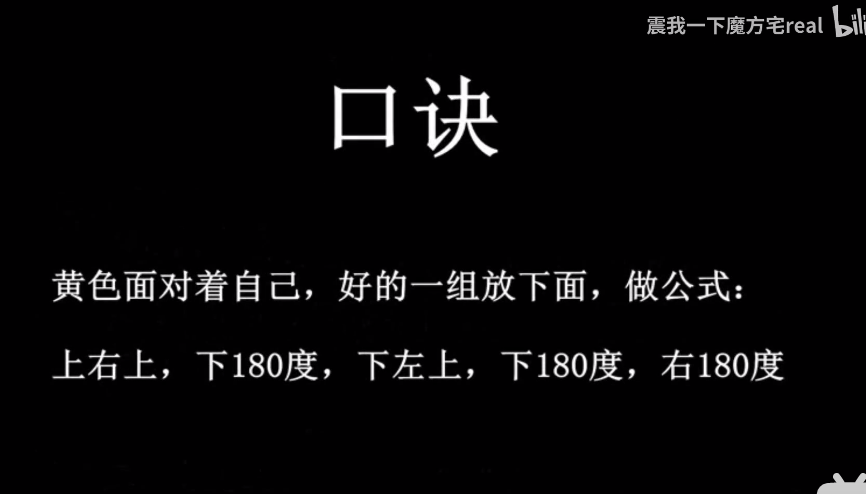 震我一下魔方宅real bili
口诀
黄色面对着自己，好的一组放下面，做公式：
上右上，下180度，下左上，下180度，右180度